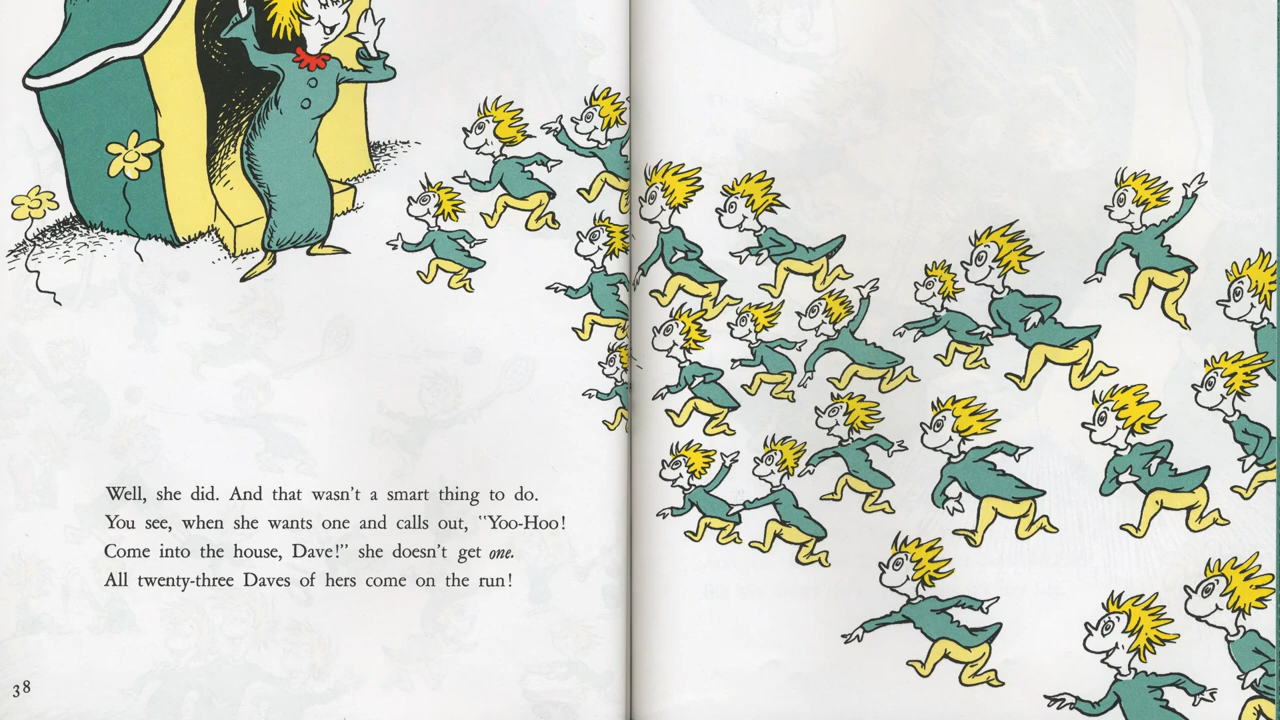 Well, she did. And that wasn't a smart thing to do.
You see, when she wants one and calls out, "Yoo-Hoo!
Come into the house, Dave!" she doesn't get one.
All twenty-three Daves of hers come on the run!
38